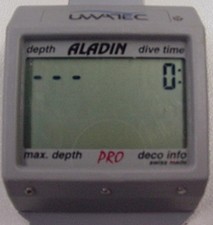 UWATEC
depth ALADIN dive time
- - - 0:
max. depth PRO deco info
swiss made